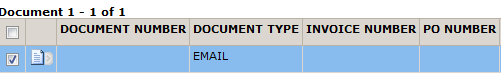 Document 1 - 1 of 1
DOCUMENT NUMBER DOCUMENT TYPE INVOICE NUMBER PO NUMBER
EMAIL